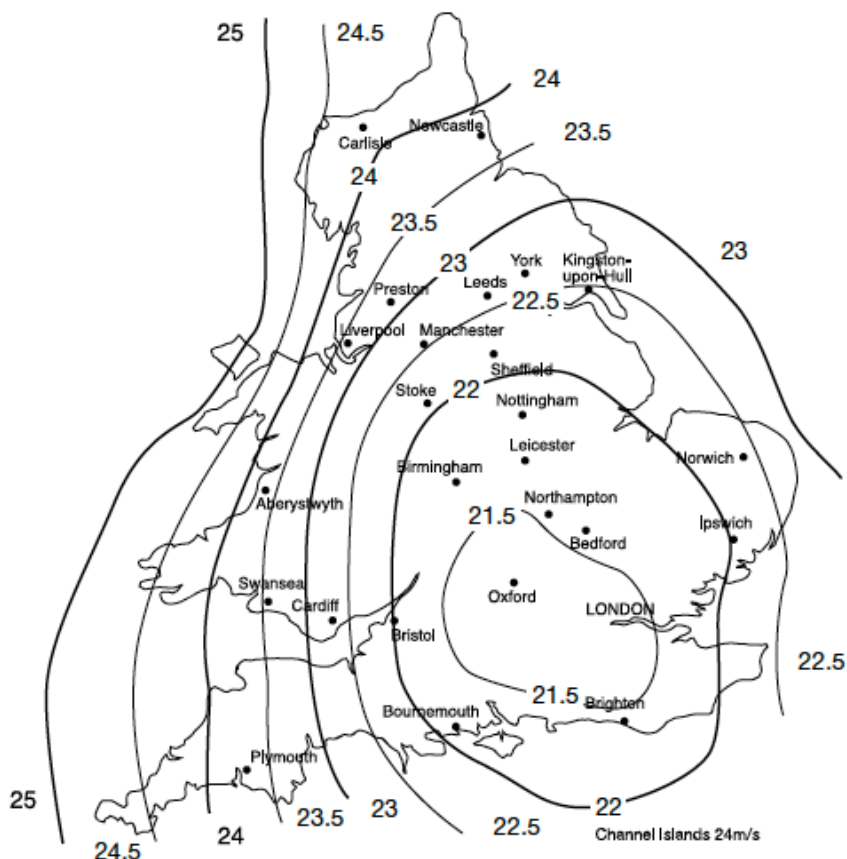 25
24.5
24
Newcastle
Carlisle
23.5
24
23.5
23
23
York
Kingston-
upon-Hull
Leeds
Preston
22.5
Liverpool
Manchester
Sheffield
Stoke
22
Nottingham
Leicester
Norwich
Birmingham
Aberystwyth
Northampton
21.5
Ipswich
Bedford
Swansea
Oxford
Cardiff
LONDON
Bristol
22.5
21.5
Brighton
Bournemouth
Plymouth
25
23.5
23
22
24.5
24
22.5
Channel Islands 24m/s